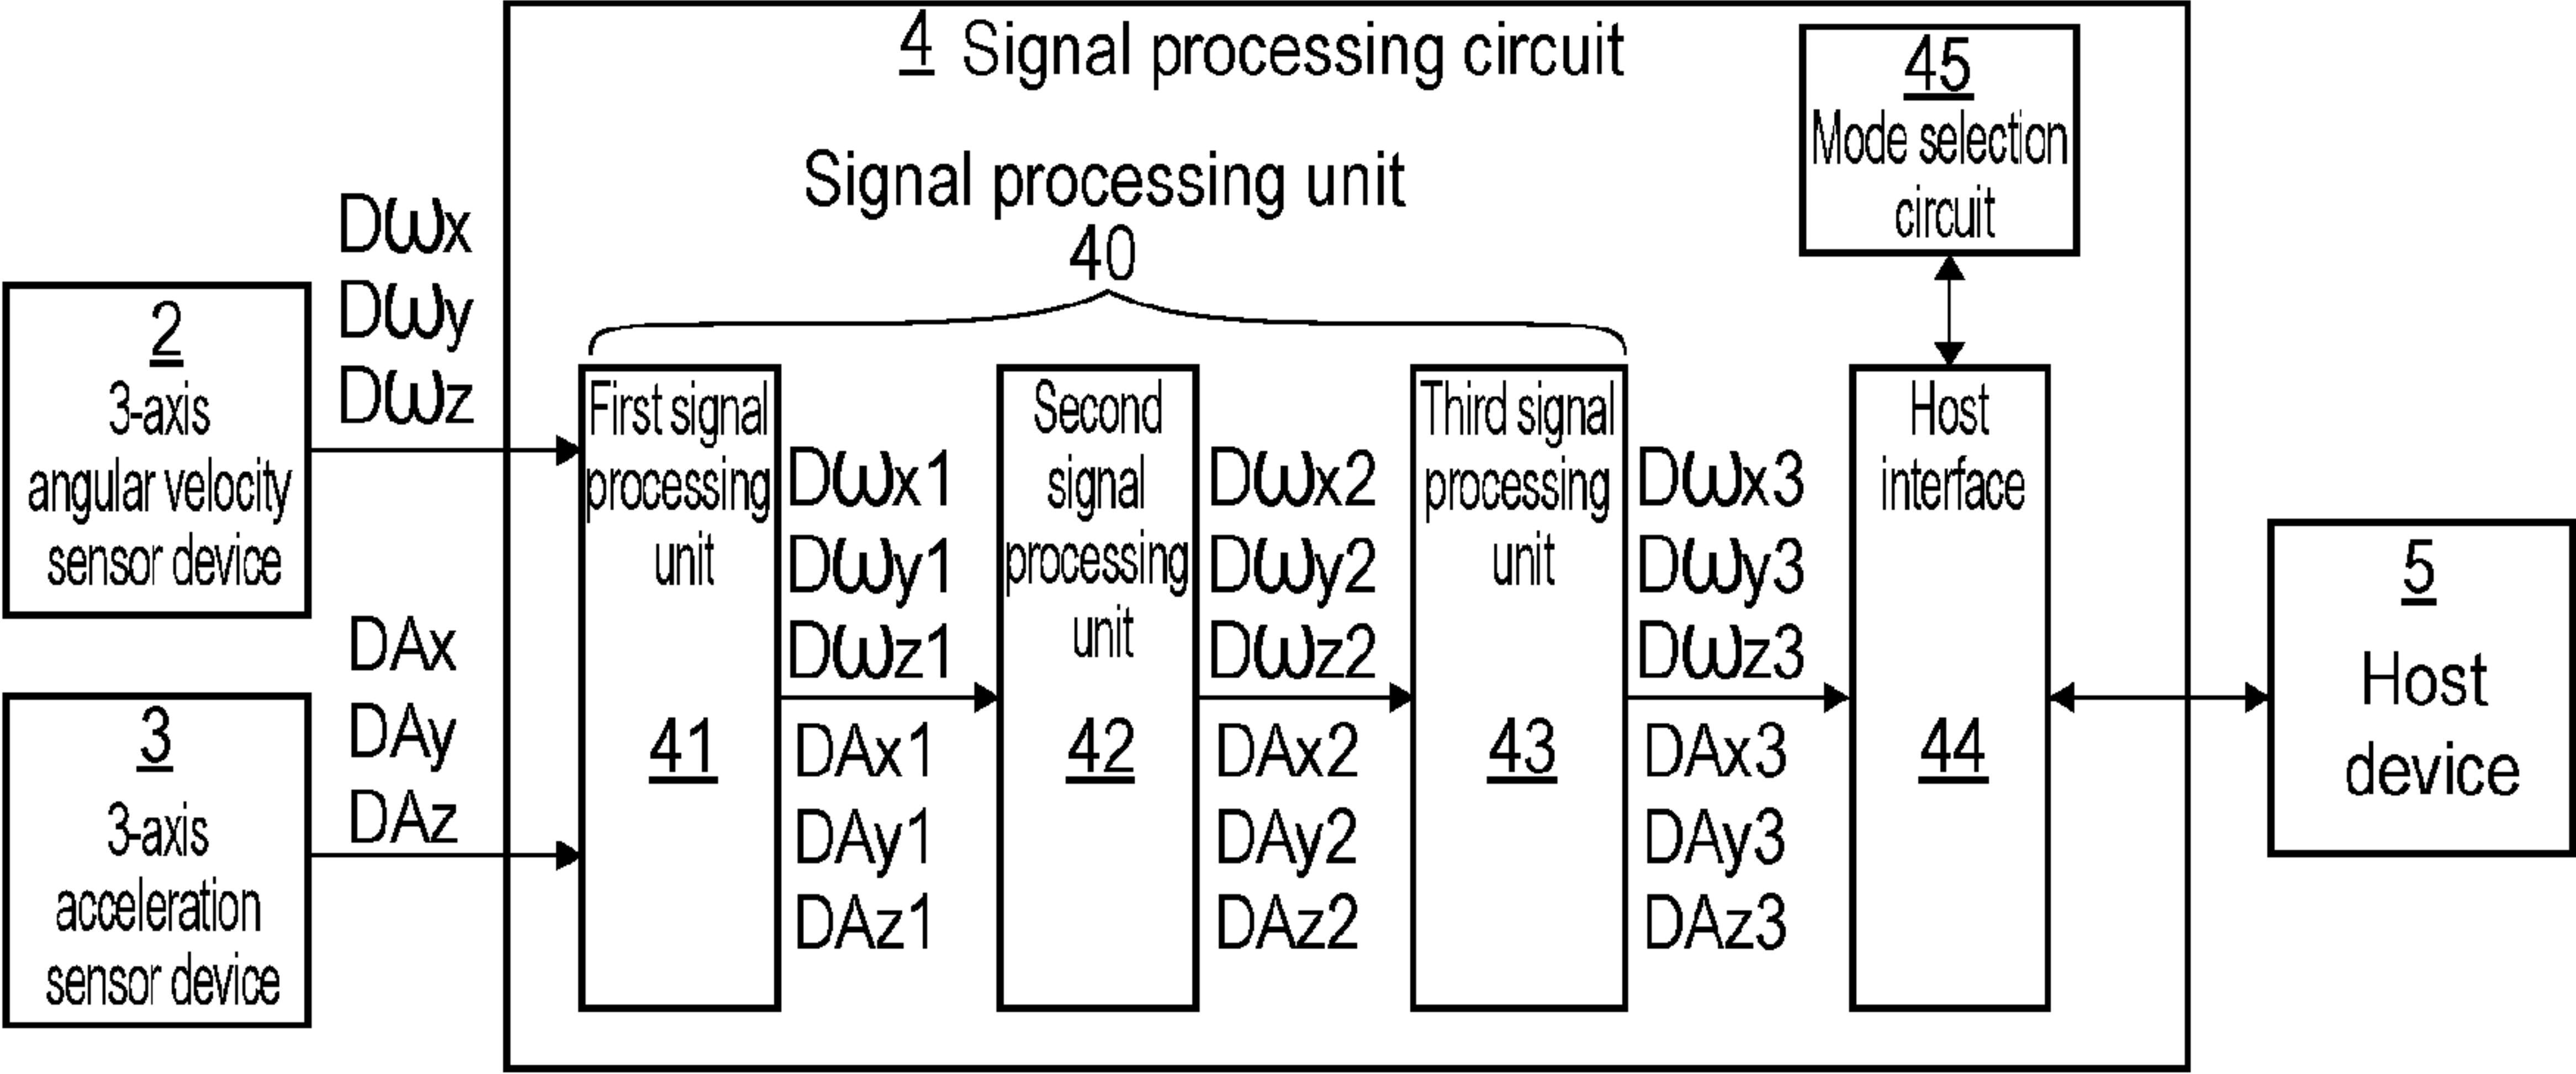 4 Signal processing circuit
Signal processing unit
40
45
Mode selection
circuit
Dωx
Dωy
Dωz
2
3-axis
angular velocity
sensor device
DAx
DAy
DAz
3
3-axis
acceleration
sensor device
First signal
processing
unit
41
Dωx1
Dωy1
Dωz1
DAx1
DAy1
DAz1
Second
signal
processing
unit
42
Dωx2
Dωy2
Dωz2
DAx2
DAy2
DAz2
Third signal
processing
unit
43
Dωx3
Dωy3
Dωz3
DAx3
DAy3
DAz3
Host
interface
44
5
Host
device